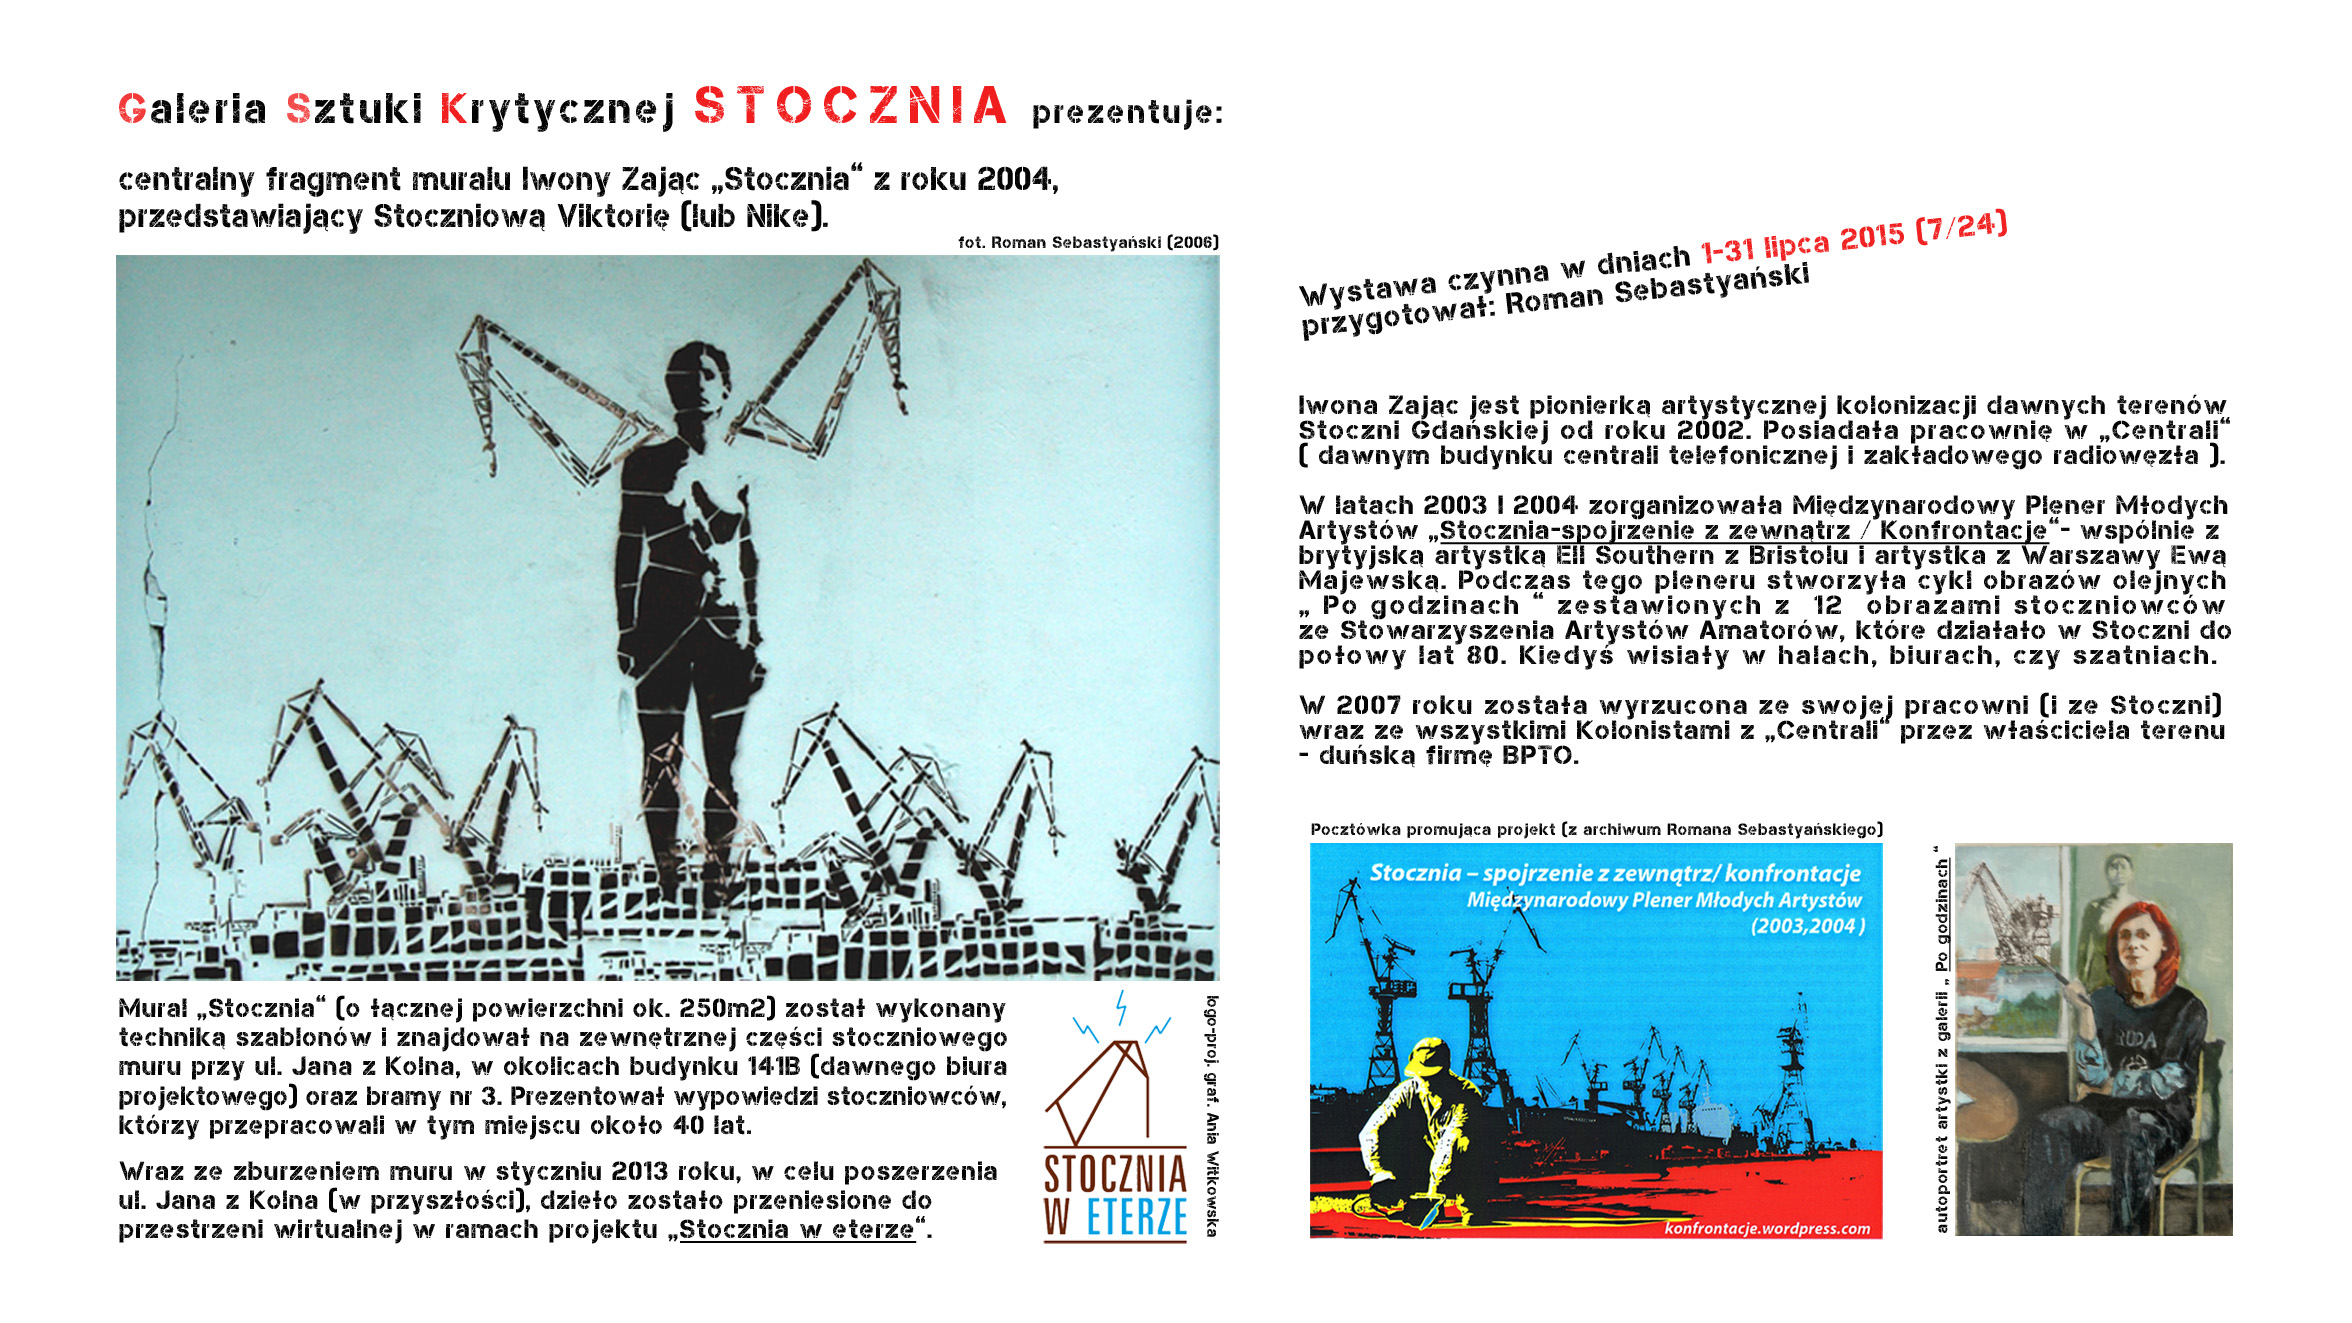 Galeria Sztuki Krytycznej STOCZNIA prezentuje:
centralny fragment muralu Iwony Zając „Stocznia“ z roku 2004,
przedstawiający Stoczniową Viktorię (lub Nike).
fot. Roman Sebastyański (2006)
Mural „Stocznia“ (o łącznej powierzchni ok. 250m2) został wykonany
techniką szablonów i znajdował na zewnętrznej części stoczniowego
muru przy ul. Jana z Kolna, w okolicach budynku 141B (dawnego biura
projektowego) oraz bramy nr 3. Prezentował wypowiedzi stoczniowców,
którzy przepracowali w tym miejscu około 40 lat.
Wraz ze zburzeniem muru w styczniu 2013 roku, w celu poszerzenia
ul. Jana z Kolna (w przyszłości), dzieło zostało przeniesione do
przestrzeni wirtualnej w ramach projektu „Stocznia w eterze“.
STOCZNIA
W ETERZE
logo-proj. graf. Ania Witkowska
Wystawa czynna w dniach 1-31 lipca 2015 (7/24)
przygotował: Roman Sebastyański
Iwona Zając jest pionierką artystycznej kolonizacji dawnych terenów
Stoczni Gdańskiej od roku 2002. Posiadała pracownię w „Centrali“
( dawnym budynku centrali telefonicznej i zakładowego radiowęzła ).
W latach 2003 I 2004 zorganizowała Międzynarodowy Plener Młodych
Artystów „Stocznia-spojrzenie z zewnątrz / Konfrontacje“- wspólnie z
brytyjską artystką Ell Southern z Bristolu i artystka z Warszawy Ewą
Majewską. Podczas tego pleneru stworzyła cykl obrazów olejnych
„ Po godzinach “ zestawionych z 12 obrazami stoczniowców
ze Stowarzyszenia Artystów Amatorów, które działało w Stoczni do
połowy lat 80. Kiedyś wisiały w halach, biurach, czy szatniach.
W 2007 roku została wyrzucona ze swojej pracowni (i ze Stoczni)
wraz ze wszystkimi Kolonistami z „Centrali“ przez właściciela terenu
- duńską firmę BPTO.
Pocztówka promująca projekt (z archiwum Romana Sebastyańskiego)
Stocznia – spojrzenie z zewnątrz/ konfrontacje
Międzynarodowy Plener Młodych Artystów
(2003,2004 )
konfrontacje.wordpress.com
autoportret artystki z galerii „ Po godzinach “
RUDA